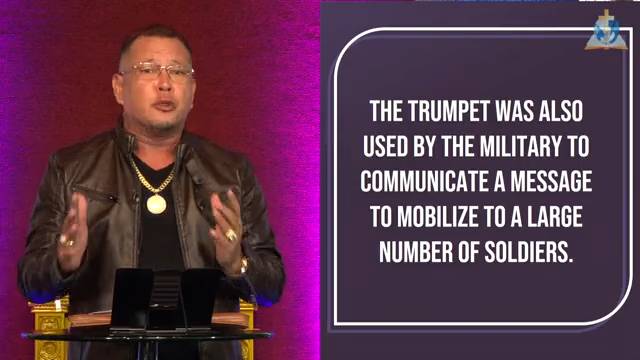 THE TRUMPET WAS ALSO
USED BY THE MILITARY TO
COMMUNICATE A MESSAGE
TO MOBILIZE TO A LARGE
NUMBER OF SOLDIERS.